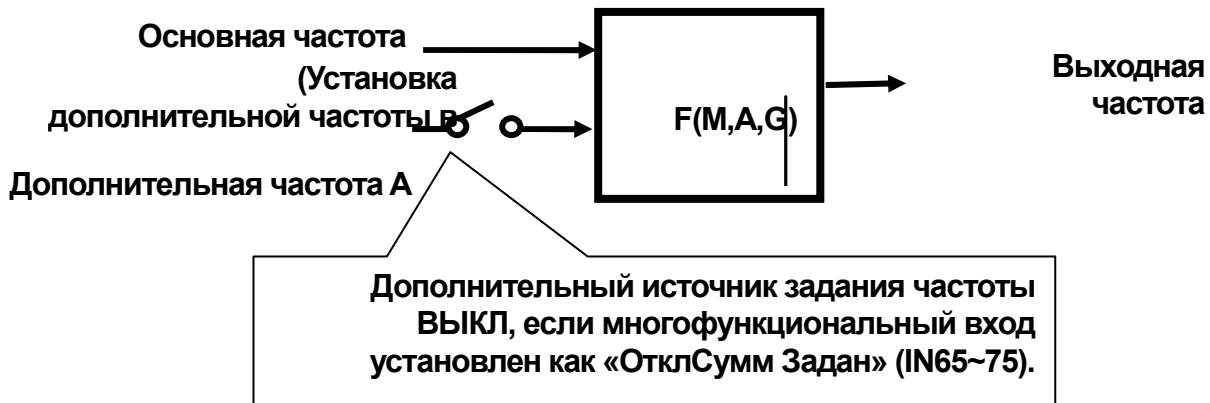 Основная частота
(Установка
дополнительной частоты в
Дополнительная частота А
F(M,A,G)
Выходная
частота
Дополнительный источник задания частоты
ВЫКЛ, если многофункциональный вход
установлен как «ОтклСумм Задан» (IN65~75).